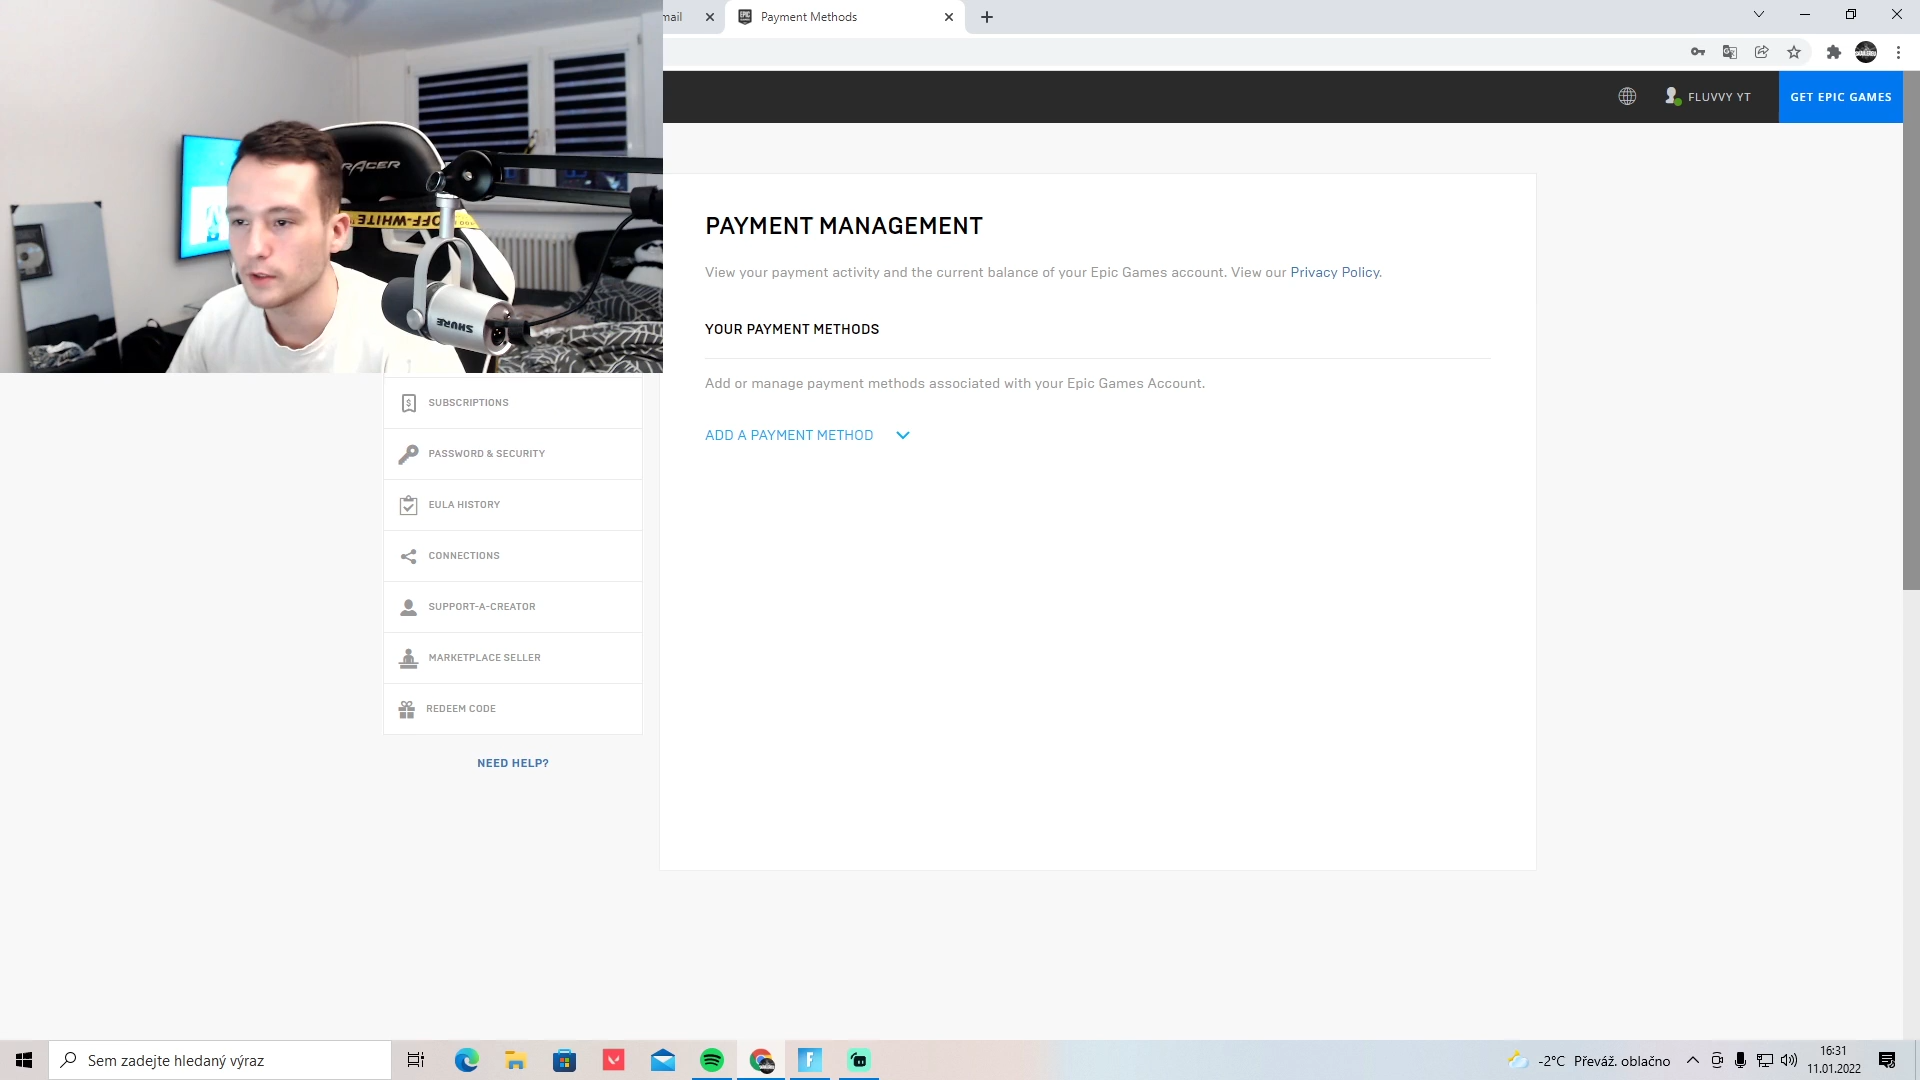 mail
Payment Methods
FLUVVY YT
GET EPIC GAMES
RACER
OFF-WHITE
SHURE
PAYMENT MANAGEMENT
View your payment activity and the current balance of your Epic Games account. View our Privacy Policy.
YOUR PAYMENT METHODS
Add or manage payment methods associated with your Epic Games Account.
ADD A PAYMENT METHOD
SUBSCRIPTIONS
PASSWORD & SECURITY
EULA HISTORY
CONNECTIONS
SUPPORT-A-CREATOR
MARKETPLACE SELLER
REDEEM CODE
NEED HELP?
Sem zadejte hledaný výraz
-2°C Převáž. oblačno
16:31
11.01.2022